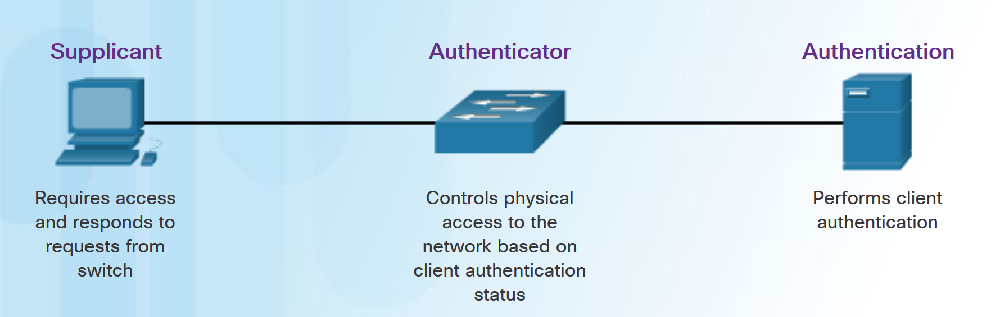 Supplicant
Authenticator
Authentication
Requires access
and responds to
requests from
switch
Controls physical
access to the
network based on
client authentication
status
Performs client
authentication